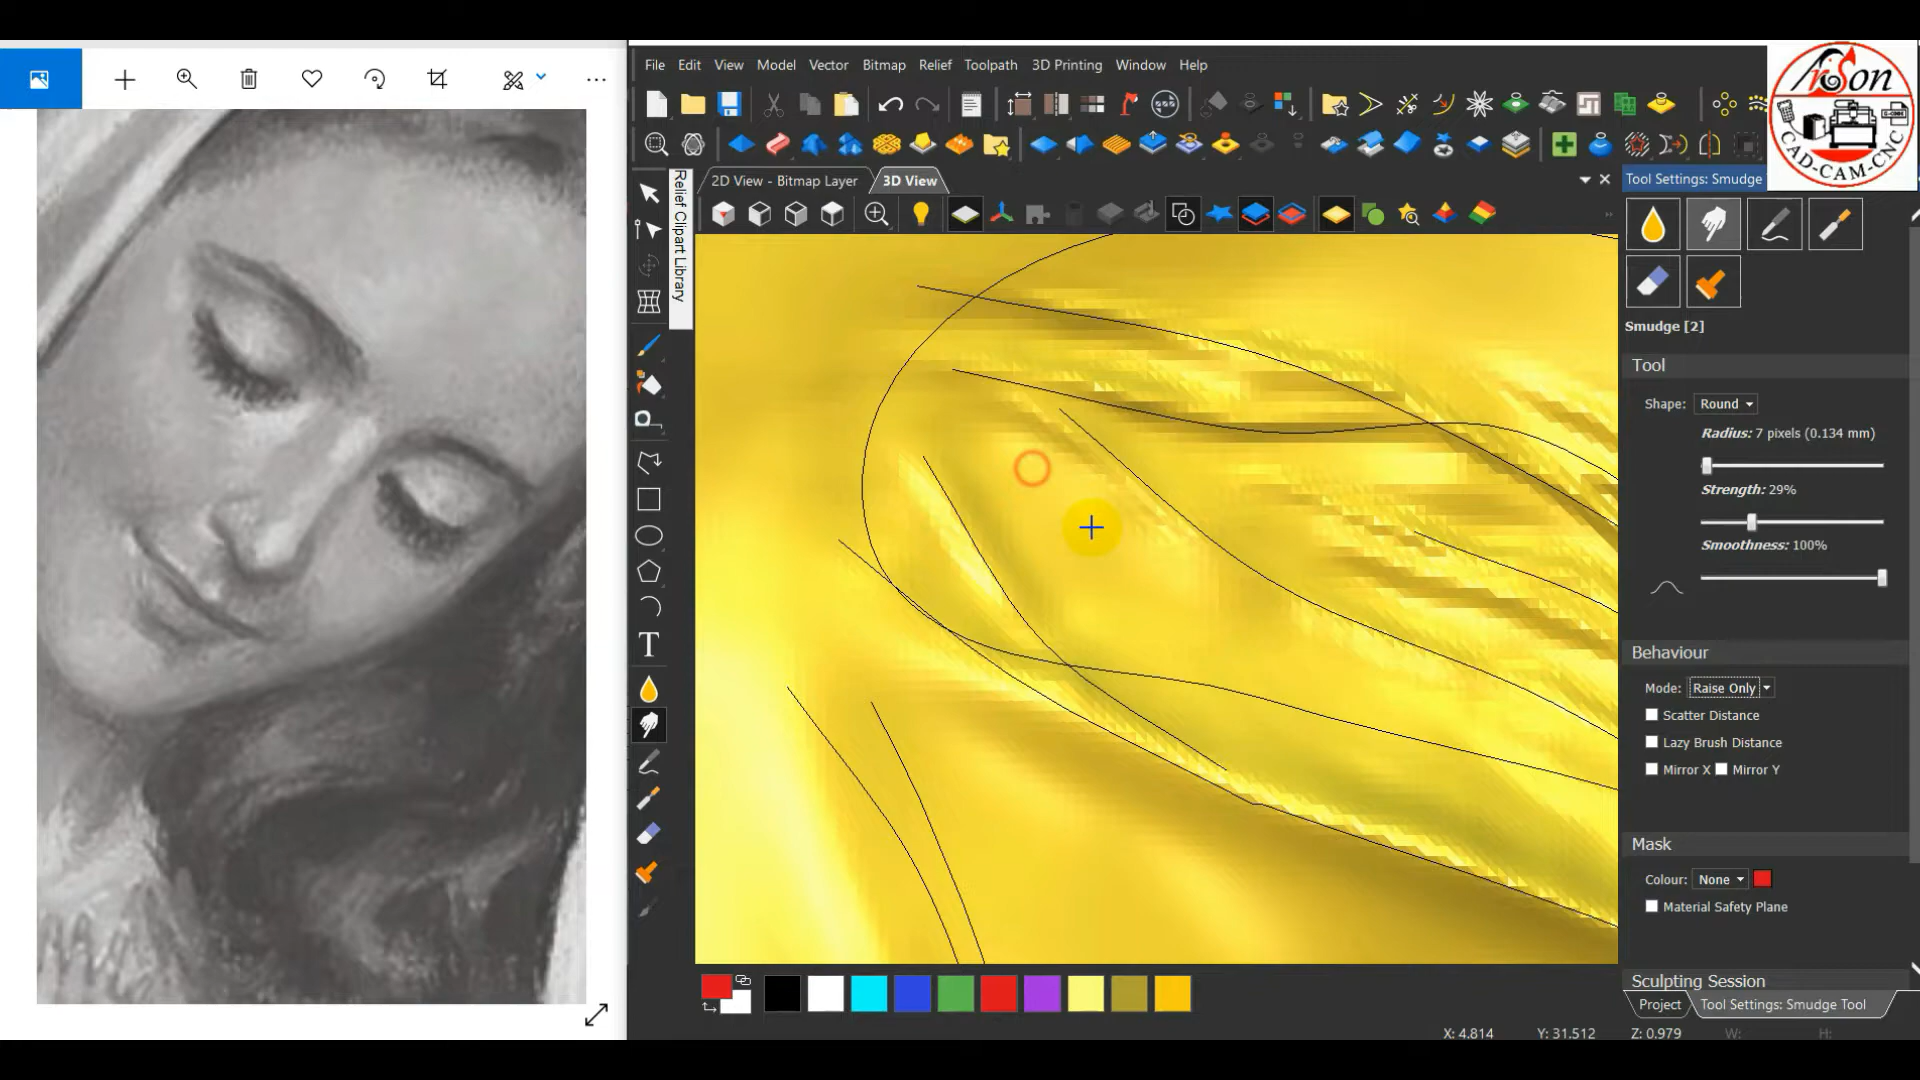 File Edit View Model Vector Bitmap Relief Toolpath 3D Printing Window Help
ArSon
CAD-CAM-CNC
Relief Clipart Library
2D View - Bitmap Layer
3D View
Tool Settings: Smudge
Smudge [2]
Tool
Shape: Round
Radius: 7 pixels (0.134 mm)
Strength: 29%
Smoothness: 100%
Behaviour
Mode: Raise Only
Scatter Distance
Lazy Brush Distance
Mirror X Mirror Y
Mask
Colour: None
Material Safety Plane
Sculpting Session
Project Tool Settings: Smudge Tool
X: 4.814 Y: 31.512 Z: 0.979 W: H: